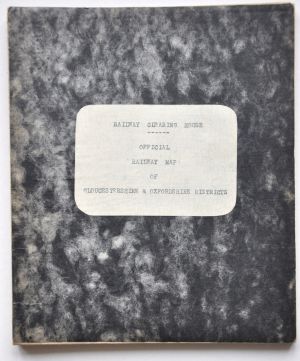 RAILWAY CLEARING HOUSE
------
OFFICIAL
RAILWAY MAP
OF
GLOUCESTERSHIRE & OXFORDSHIRE DISTRICTS